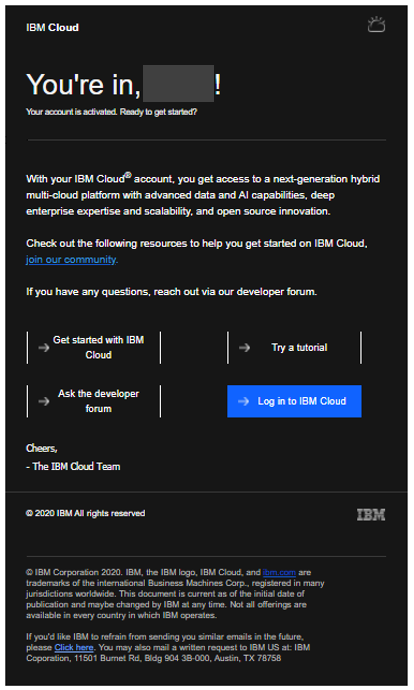 IBM Cloud
You're in, !
Your account is activated. Ready to get started?
With your IBM Cloud® account, you get access to a next-generation hybrid
multi-cloud platform with advanced data and AI capabilities, deep
enterprise expertise and scalability, and open source innovation.
Check out the following resources to help you get started on IBM Cloud,
join our community.
If you have any questions, reach out via our developer forum.
Get started with IBM
Cloud
Try a tutorial
Ask the developer
forum
Log in to IBM Cloud
Cheers,
- The IBM Cloud Team
© 2020 IBM All rights reserved
IBM
© IBM Corporation 2020. IBM, the IBM logo, IBM Cloud, and ibm.com are
trademarks of the international Business Machines Corp., registered in many
jurisdictions worldwide. This document is current as of the initial date of
publication and maybe changed by IBM at any time. Not all offerings are
available in every country in which IBM operates.
If you'd like IBM to refrain from sending you similar emails in the future,
please Click here. You may also mail a written request to IBM US at: IBM
Coporation, 11501 Burnet Rd, Bldg 904 3B-000, Austin, TX 78758